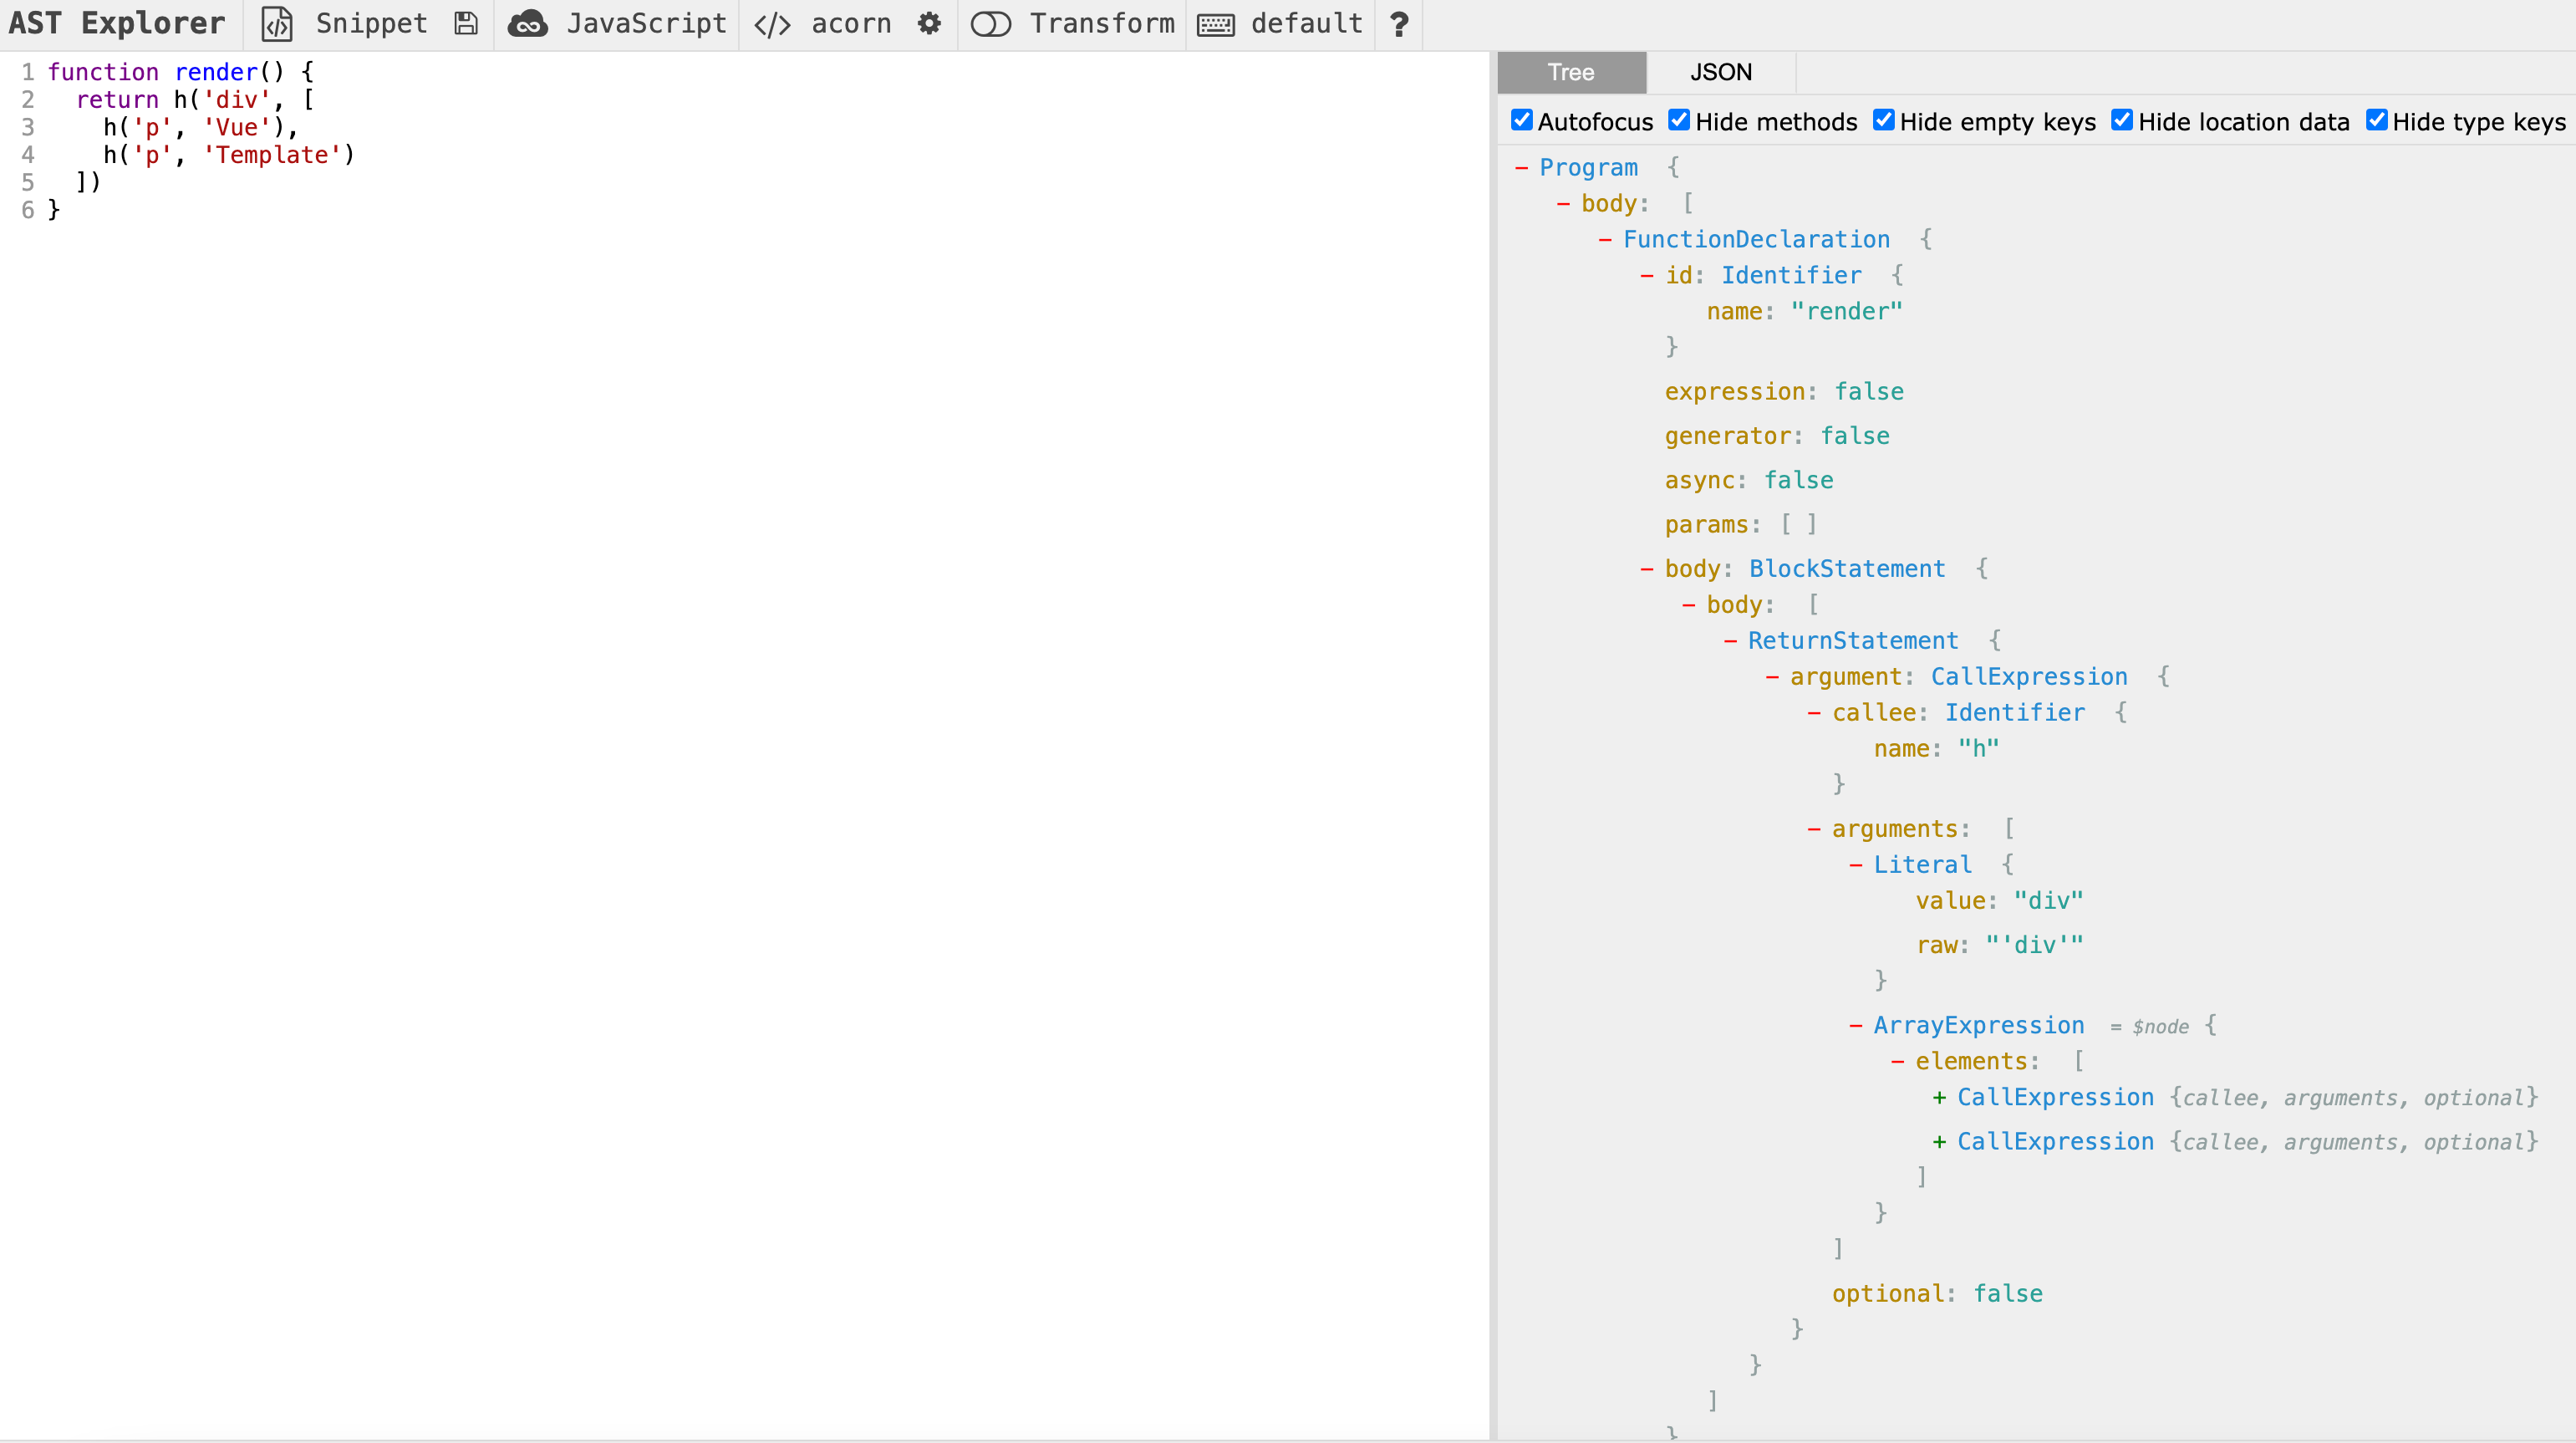 AST Explorer Snippet JavaScript </> acorn Transform default ?
1 function render() {
2 return h('div', [
3 h('p', 'Vue'),
4 h('p', 'Template')
5 ])
6 }
Tree JSON
Autofocus Hide methods Hide empty keys Hide location data Hide type keys
− Program {
− body: [
− FunctionDeclaration {
− id: Identifier {
name: "render"
}
expression: false
generator: false
async: false
params: [ ]
− body: BlockStatement {
− body: [
− ReturnStatement {
− argument: CallExpression {
− callee: Identifier {
name: "h"
}
− arguments: [
− Literal {
value: "div"
raw: "'div'"
}
− ArrayExpression = $node {
− elements: [
+ CallExpression {callee, arguments, optional}
+ CallExpression {callee, arguments, optional}
]
}
]
optional: false
}
}
]
}